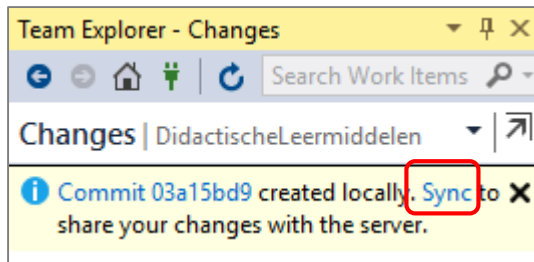 Team Explorer - Changes
Search Work Items
Changes | DidactischeLeermiddelen
Commit 03a15bd9 created locally. Sync to
share your changes with the server.